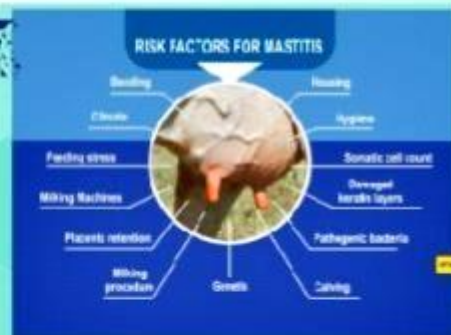 RISK FACTORS FOR MASTITIS
Bedding
Housing
Climate
Hygiene
Feeding stress
Somatic cell count
Milking Machines
Damaged
keratin layers
Placenta retention
Pathogenic bacteria
Milking
procedure
Genetis
Calving